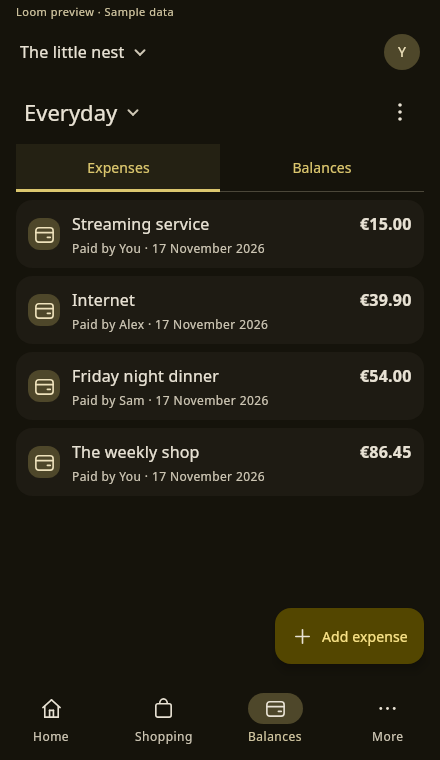 Loom preview · Sample data
The little nest
Y
Everyday
Expenses
Balances
Streaming service
€15.00
Paid by You · 17 November 2026
Internet
€39.90
Paid by Alex · 17 November 2026
Friday night dinner
€54.00
Paid by Sam · 17 November 2026
The weekly shop
€86.45
Paid by You · 17 November 2026
Add expense
Home
Shopping
Balances
More